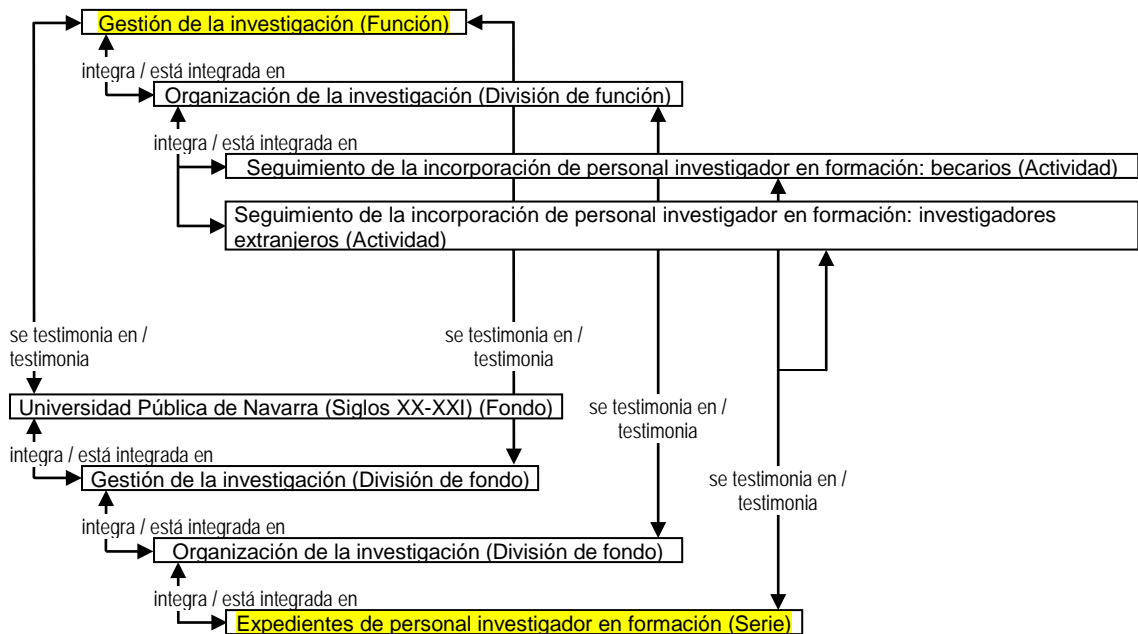 Gestión de la investigación (Función)
integra / está integrada en
Organización de la investigación (División de función)
integra / está integrada en
Seguimiento de la incorporación de personal investigador en formación: becarios (Actividad)
Seguimiento de la incorporación de personal investigador en formación: investigadores
extranjeros (Actividad)
se testimonia en /
testimonia
se testimonia en /
testimonia
Universidad Pública de Navarra (Siglos XX-XXI) (Fondo)
se testimonia en /
testimonia
integra / está integrada en
Gestión de la investigación (División de fondo)
se testimonia en /
testimonia
integra / está integrada en
Organización de la investigación (División de fondo)
integra / está integrada en
Expedientes de personal investigador en formación (Serie)